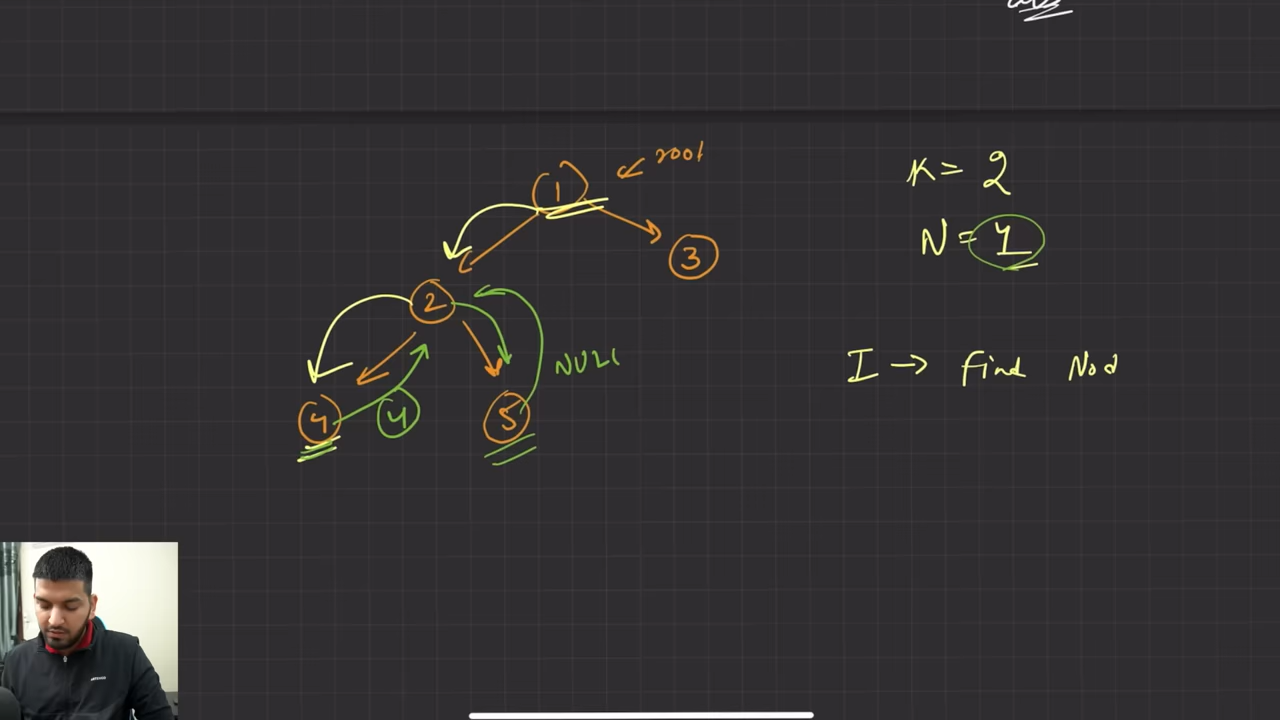 root
1
K = 2
N = 4
3
2
NULL
I → find Nod
4
4
5